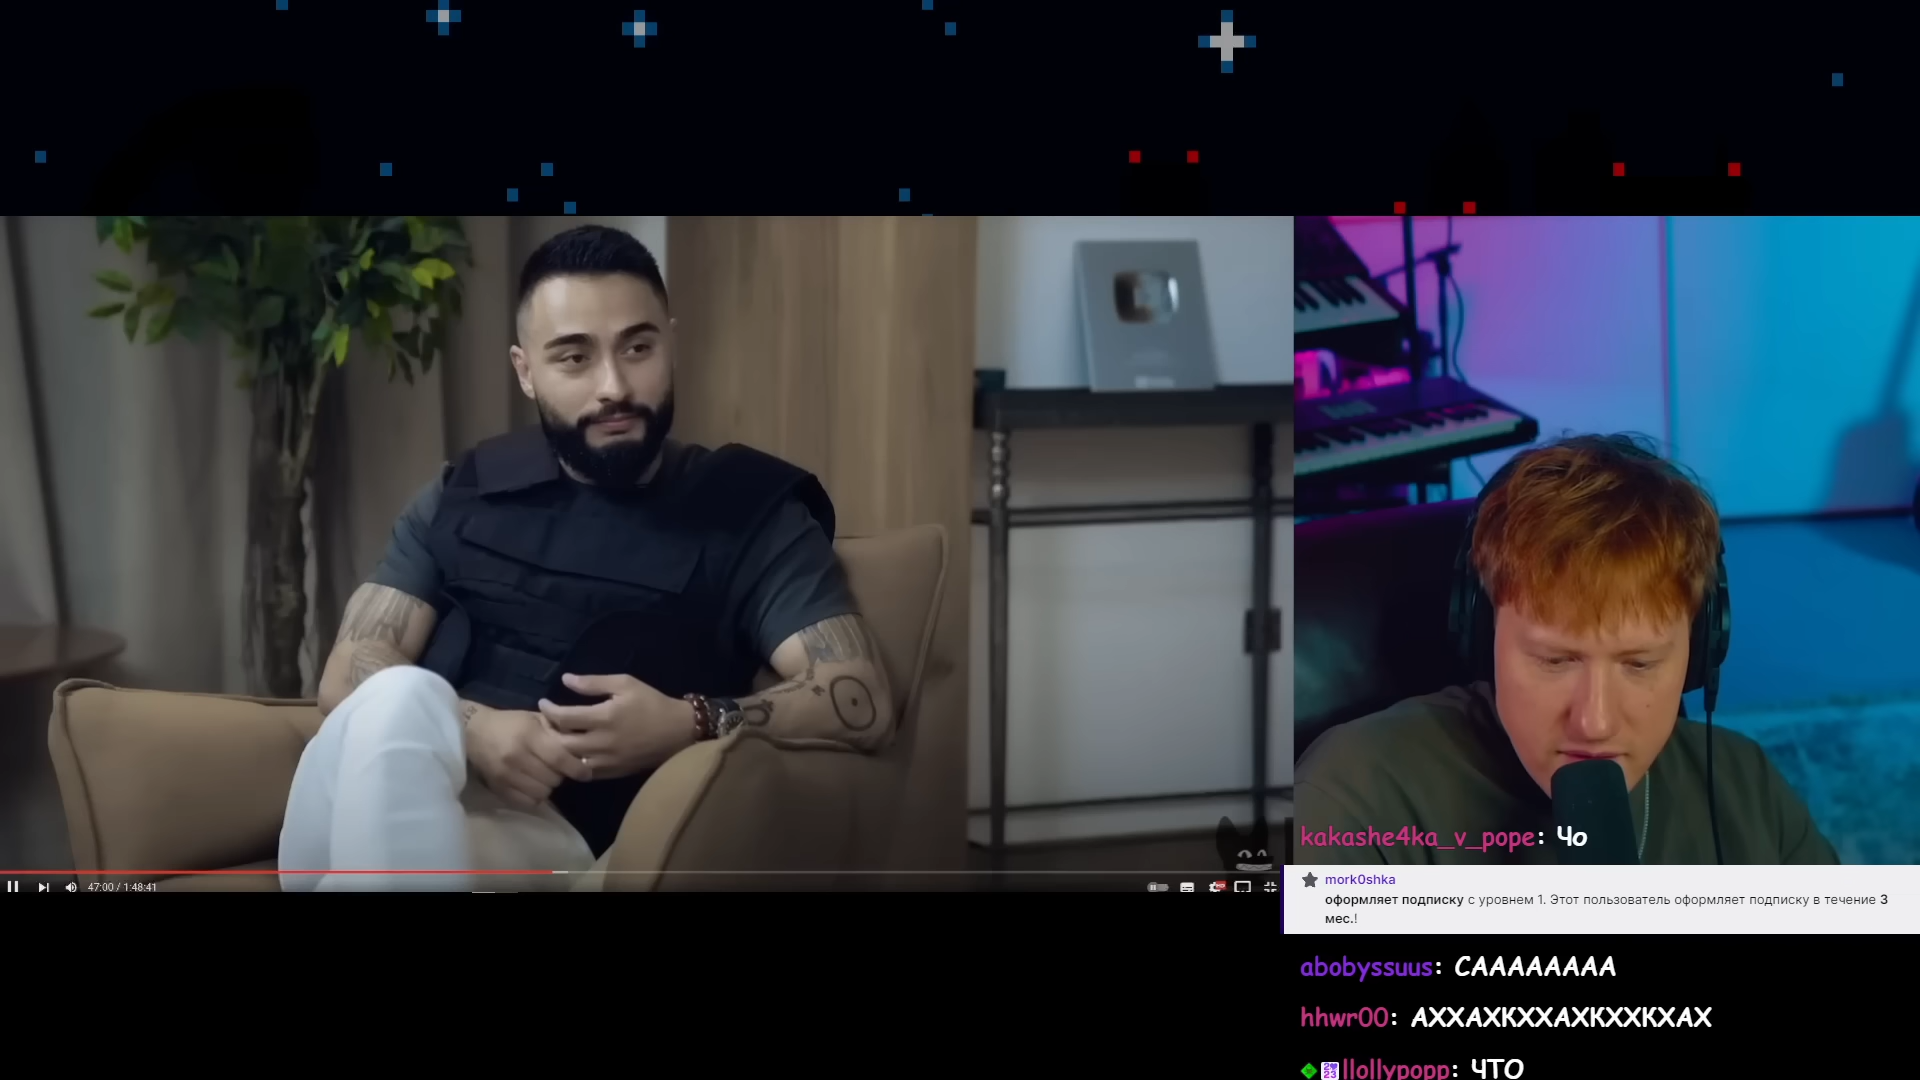 kakashe4ka_v_pope: Чо
47:00 / 1:48:41
mork0shka
оформляет подписку с уровнем 1. Этот пользователь оформляет подписку в течение 3
мес.!
abobyssuus: СААААААAА
hhwr00: АХХАХКХХАХКХХКХАХ
llollypopp: ЧТО